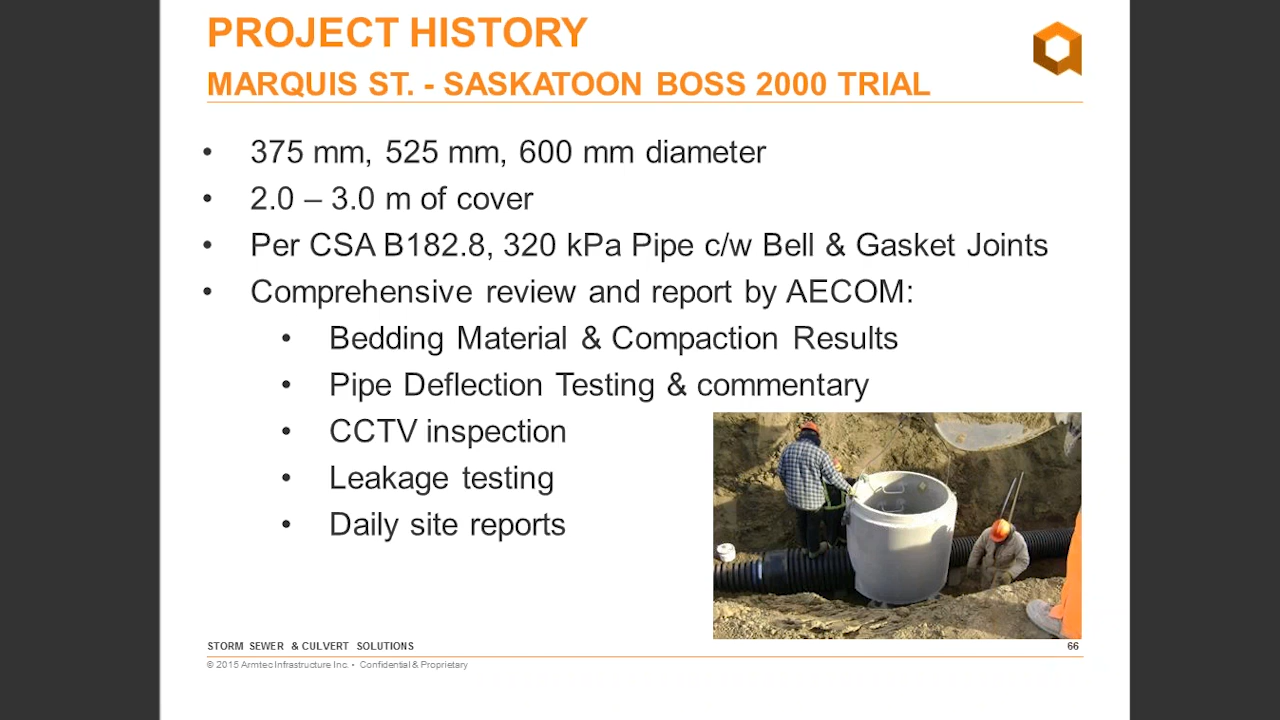 PROJECT HISTORY
MARQUIS ST. - SASKATOON BOSS 2000 TRIAL
• 375 mm, 525 mm, 600 mm diameter
• 2.0 – 3.0 m of cover
• Per CSA B182.8, 320 kPa Pipe c/w Bell & Gasket Joints
• Comprehensive review and report by AECOM:
• Bedding Material & Compaction Results
• Pipe Deflection Testing & commentary
• CCTV inspection
• Leakage testing
• Daily site reports
STORM SEWER & CULVERT SOLUTIONS
66
© 2015 Armtec Infrastructure Inc. • Confidential & Proprietary